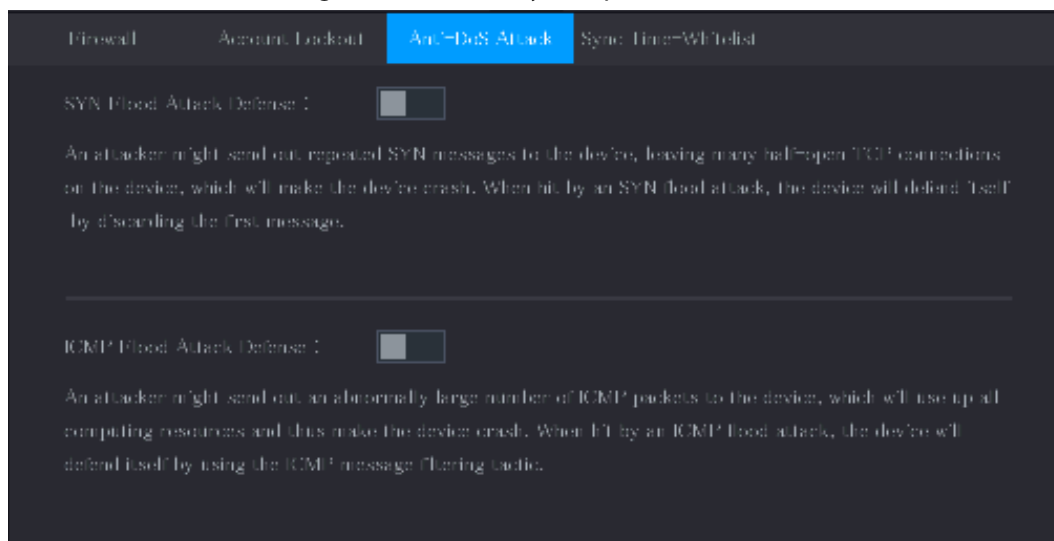 Firewall Account Lockout Anti-DoS Attack Sync Time-Whitelist
SYN Flood Attack Defense :
An attacker might send out repeated SYN messages to the device, leaving many half-open TCP connections
on the device, which will make the device crash. When hit by an SYN flood attack, the device will defend itself
by discarding the first message.
ICMP Flood Attack Defense :
An attacker might send out an abnormally large number of ICMP packets to the device, which will use up all
computing resources and thus make the device crash. When hit by an ICMP flood attack, the device will
defend itself by using the ICMP message filtering tactic.